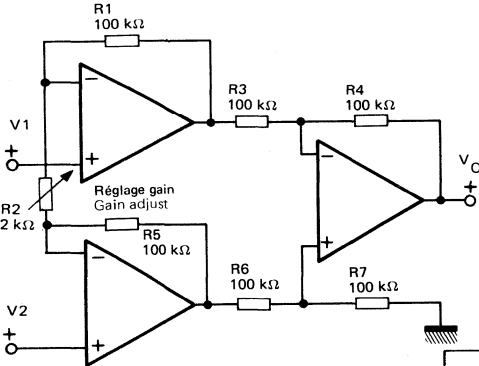 R1
100 kΩ
R3
100 kΩ
R4
100 kΩ
−
V1
+
+
−
VO
+
Réglage gain
Gain adjust
R2
2 kΩ
R5
100 kΩ
+
−
R6
100 kΩ
R7
100 kΩ
V2
+
+